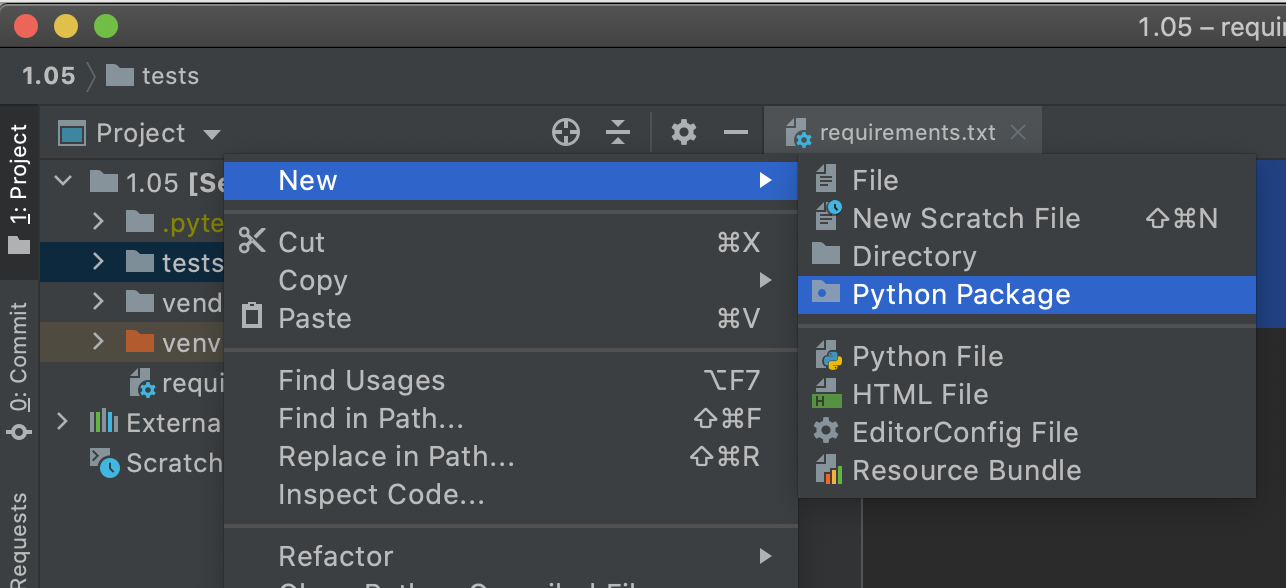 1.05 – requi
1.05
tests
Project
requirements.txt
1: Project
0: Commit
Requests
1.05 [Se
.pyte
tests
vend
venv
requi
Externa
Scratch
New
Cut ⌘X
Copy
Paste ⌘V
Find Usages ⌥F7
Find in Path... ⇧⌘F
Replace in Path... ⇧⌘R
Inspect Code...
Refactor
File
New Scratch File ⇧⌘N
Directory
Python Package
Python File
HTML File
EditorConfig File
Resource Bundle